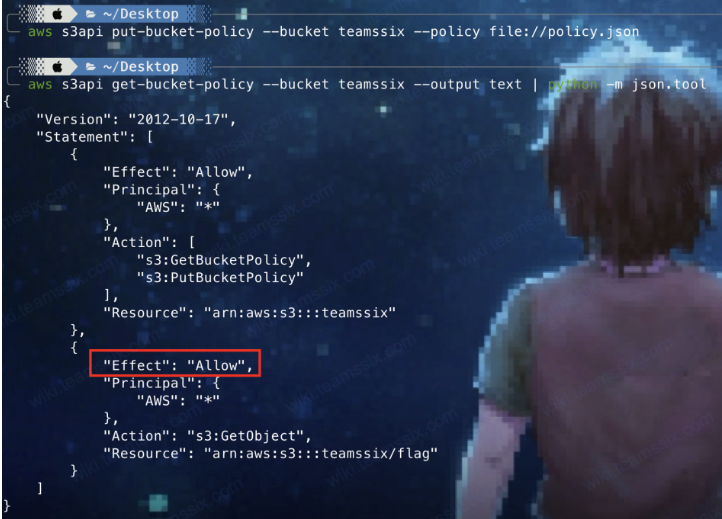 ~/Desktop
aws s3api put-bucket-policy --bucket teamssix --policy file://policy.json
~/Desktop
aws s3api get-bucket-policy --bucket teamssix --output text | python -m json.tool
{
"Version": "2012-10-17",
"Statement": [
{
"Effect": "Allow",
"Principal": {
"AWS": "*"
},
"Action": [
"s3:GetBucketPolicy",
"s3:PutBucketPolicy"
],
"Resource": "arn:aws:s3:::teamssix"
},
{
"Effect": "Allow",
"Principal": {
"AWS": "*"
},
"Action": "s3:GetObject",
"Resource": "arn:aws:s3:::teamssix/flag"
}
]
}